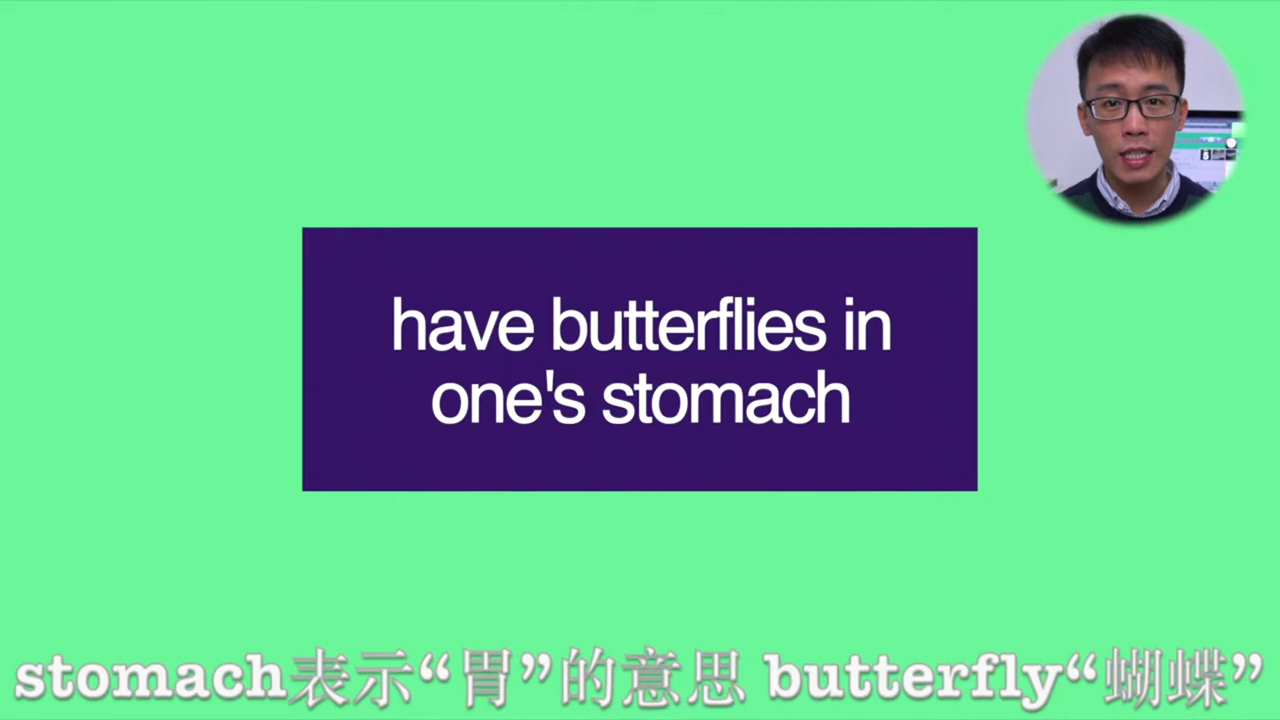 have butterflies in
one's stomach
stomach表示“胃”的意思 butterfly“蝴蝶”